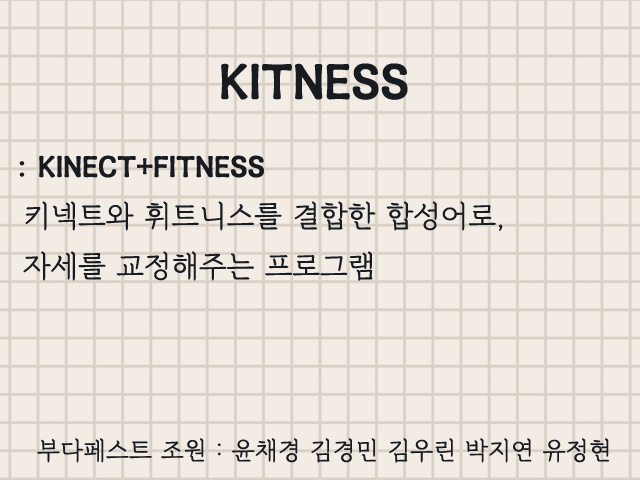 KITNESS
: KINECT+FITNESS
키넥트와 휘트니스를 결합한 합성어로,
자세를 교정해주는 프로그램
부다페스트 조원 : 윤채경 김경민 김우린 박지연 유정현